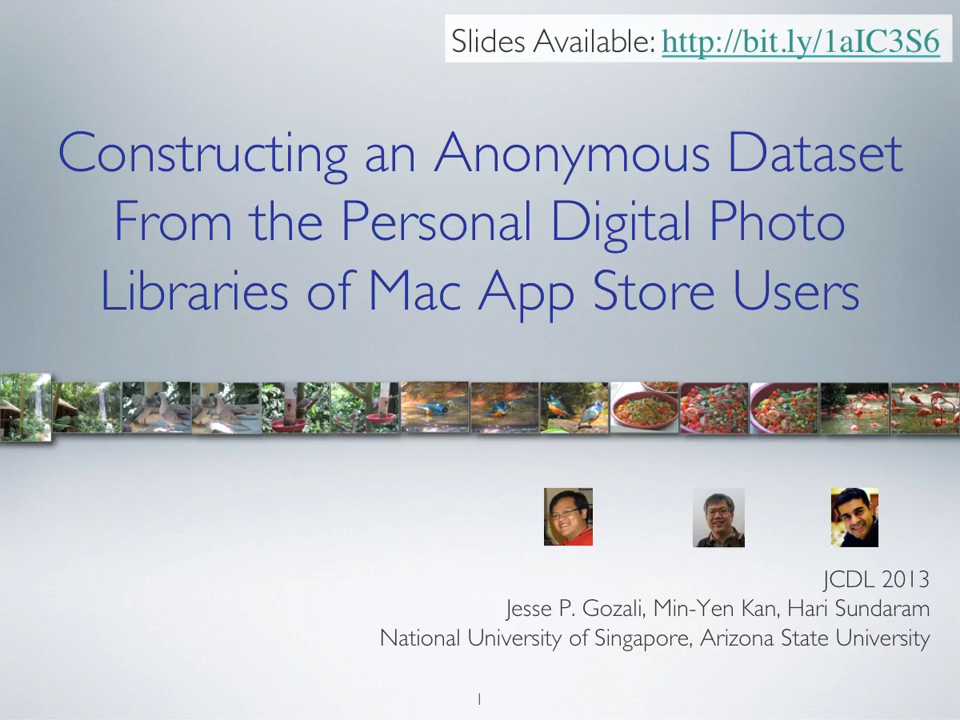 Slides Available: http://bit.ly/1aIC3S6
Constructing an Anonymous Dataset
From the Personal Digital Photo
Libraries of Mac App Store Users
JCDL 2013
Jesse P. Gozali, Min-Yen Kan, Hari Sundaram
National University of Singapore, Arizona State University
1